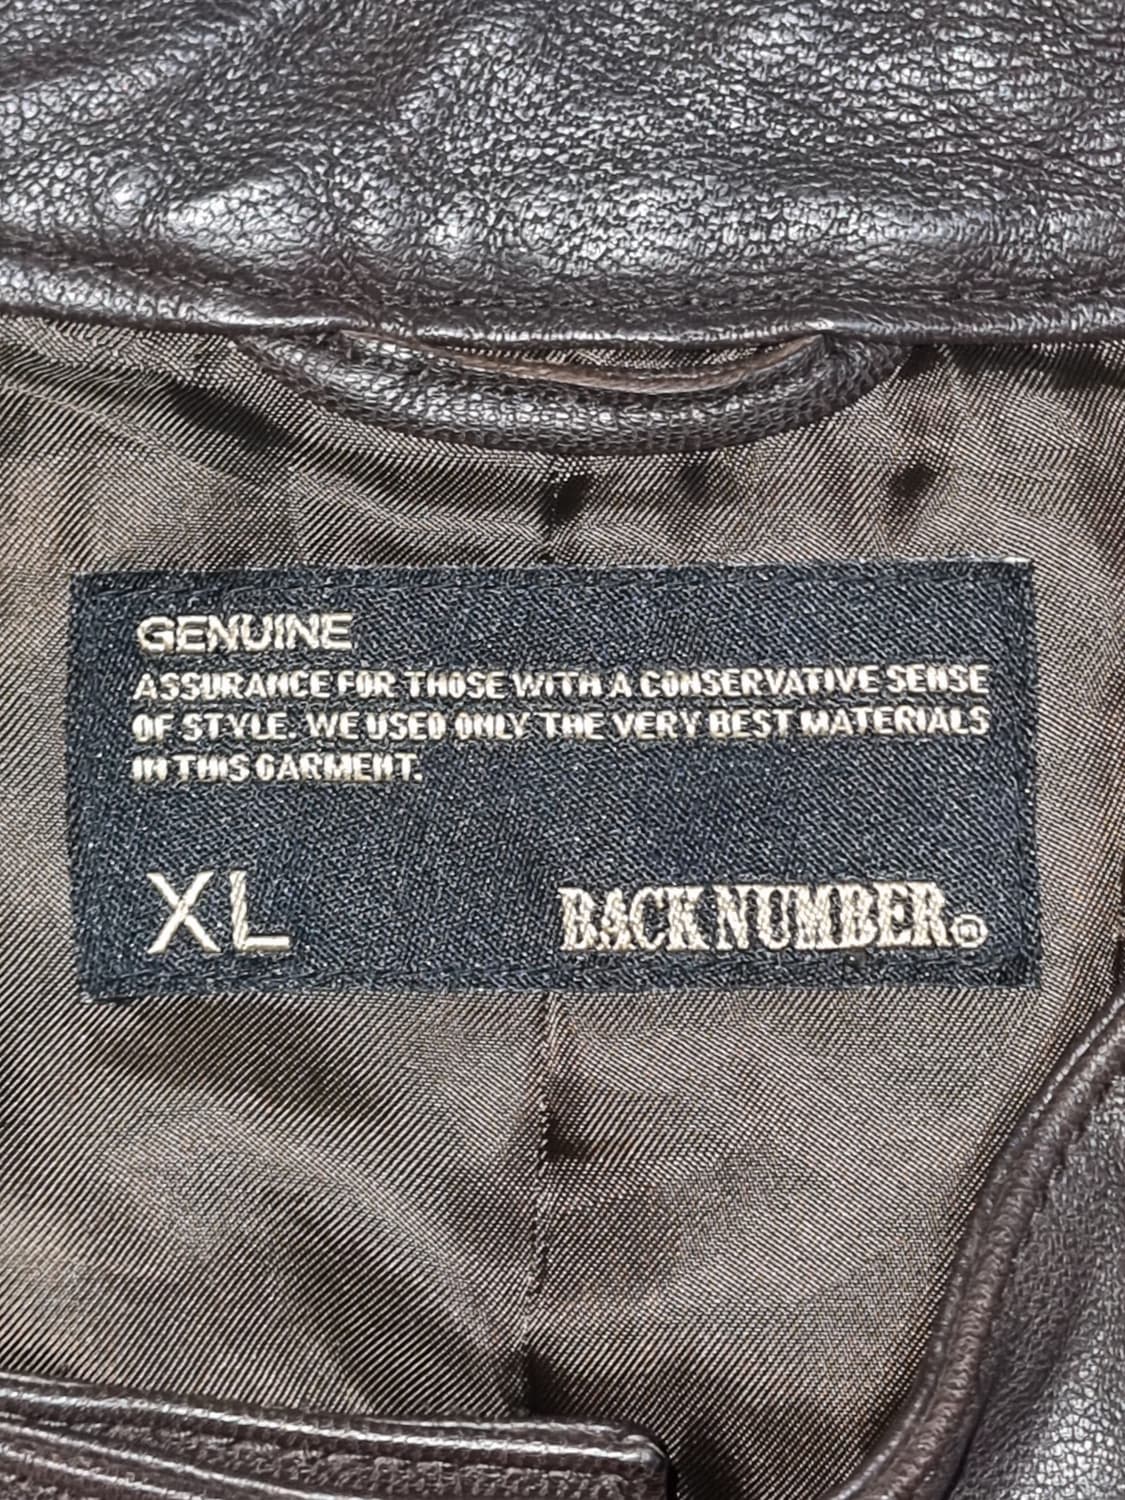 GENUINE
ASSURANCE FOR THOSE WITH A CONSERVATIVE SENSE
OF STYLE. WE USED ONLY THE VERY BEST MATERIALS
IN THIS GARMENT.
XL
BACK NUMBER®